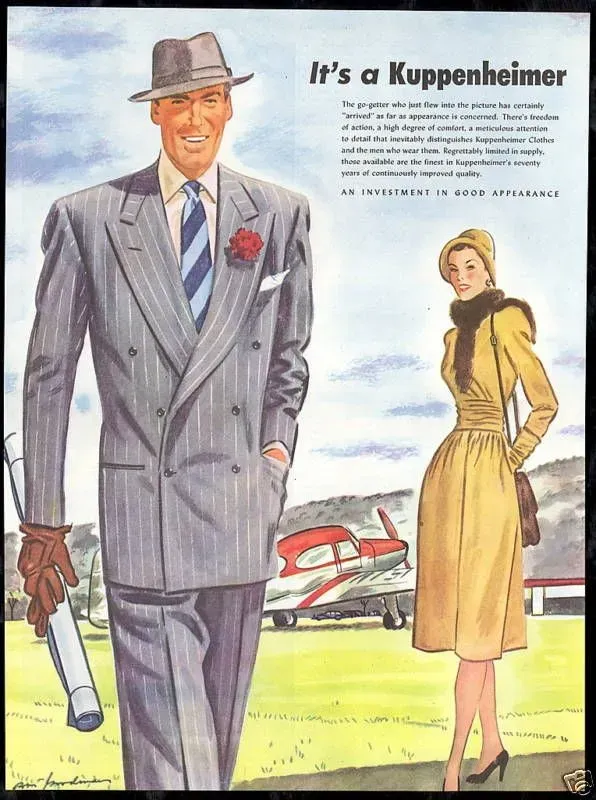 It's a Kuppenheimer
The go-getter who just flew into the picture has certainly
"arrived" as far as appearance is concerned. There's freedom
of action, a high degree of comfort, a meticulous attention
to detail that inevitably distinguishes Kuppenheimer Clothes
and the men who wear them. Regrettably limited in supply,
those available are the finest in Kuppenheimer's seventy
years of continuously improved quality.
AN INVESTMENT IN GOOD APPEARANCE